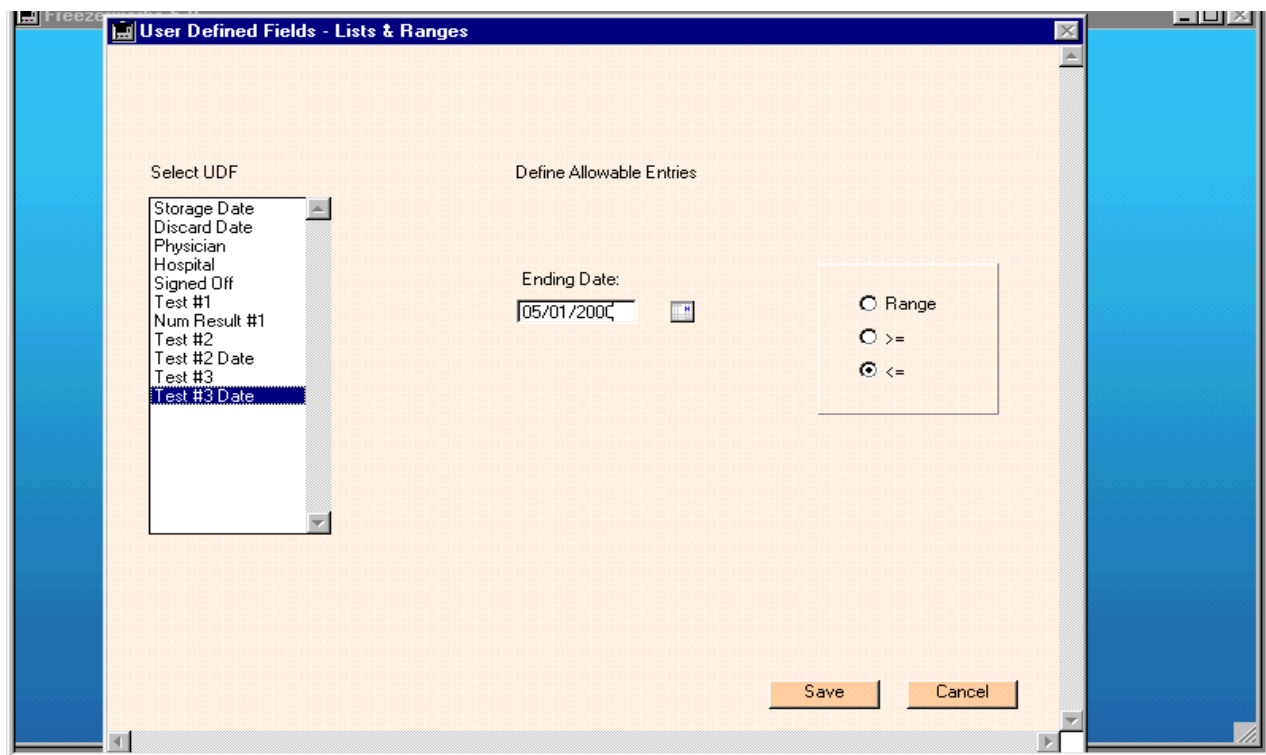 User Defined Fields - Lists & Ranges
Select UDF
Define Allowable Entries
Storage Date
Discard Date
Physician
Hospital
Signed Off
Test #1
Num Result #1
Test #2
Test #2 Date
Test #3
Test #3 Date
Ending Date:
05/01/2000
Range
>=
<=
Save
Cancel